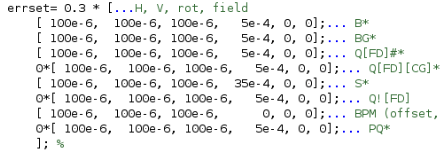 errset= 0.3 * [...H, V, rot, field
[ 100e-6, 100e-6, 100e-6, 5e-4, 0, 0];... B*
[ 100e-6, 100e-6, 100e-6, 5e-4, 0, 0];... BG*
[ 100e-6, 100e-6, 100e-6, 5e-4, 0, 0];... Q[FD]#*
0*[ 100e-6, 100e-6, 100e-6, 5e-4, 0, 0];... Q[FD][CG]*
[ 100e-6, 100e-6, 100e-6, 35e-4, 0, 0];... S*
0*[ 100e-6, 100e-6, 100e-6, 5e-4, 0, 0];... Q![FD]
[ 100e-6, 100e-6, 100e-6, 0, 0, 0];... BPM (offset,
0*[ 100e-6, 100e-6, 100e-6, 5e-4, 0, 0];... PQ*
]; %